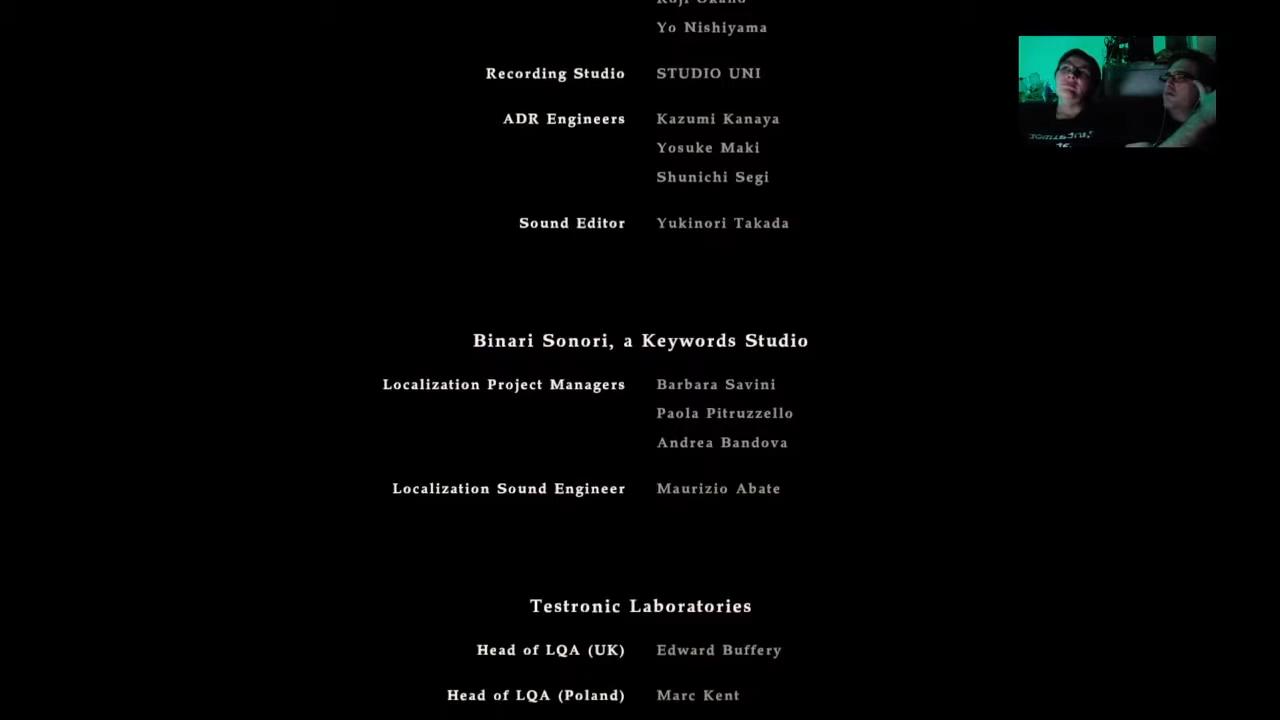 Yo Nishiyama
Recording Studio STUDIO UNI
ADR Engineers Kazumi Kanaya
Yosuke Maki
Shunichi Segi
Sound Editor Yukinori Takada
Binari Sonori, a Keywords Studio
Localization Project Managers Barbara Savini
Paola Pitruzzello
Andrea Bandova
Localization Sound Engineer Maurizio Abate
Testronic Laboratories
Head of LQA (UK) Edward Buffery
Head of LQA (Poland) Marc Kent